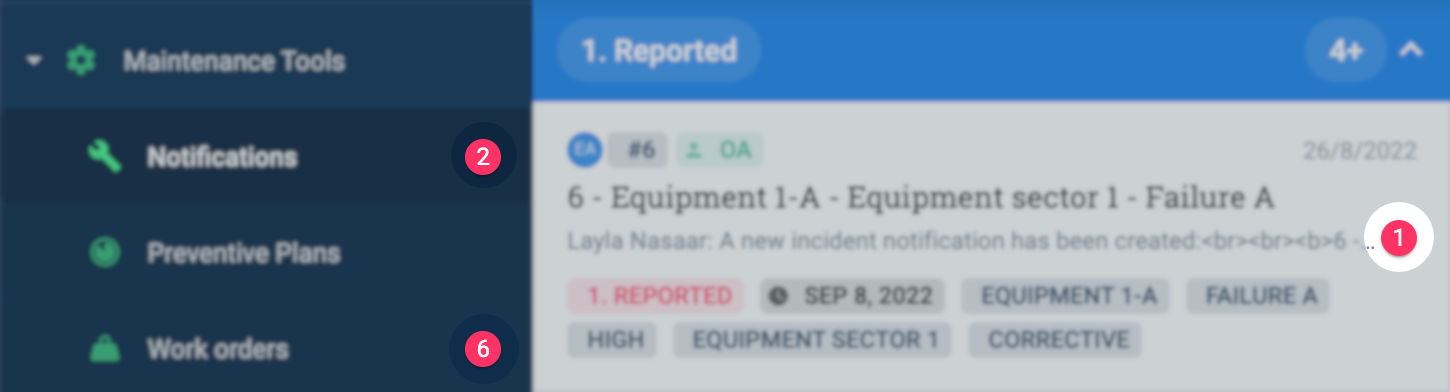 Maintenance Tools
Notifications 2
Preventive Plans
Work orders 6
1. Reported 4+
EA #6 OA 26/8/2022
6 - Equipment 1-A - Equipment sector 1 - Failure A
Layla Nasaar: A new incident notification has been created:<br><br><b>6 -... 1
1. REPORTED SEP 8, 2022 EQUIPMENT 1-A FAILURE A
HIGH EQUIPMENT SECTOR 1 CORRECTIVE